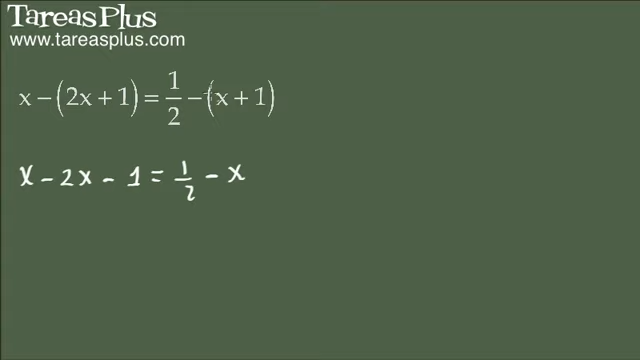 TareasPlus
www.tareasplus.com
x − (2x + 1) = 1/2 − (x + 1)
x − 2x − 1 = 1/2 − x